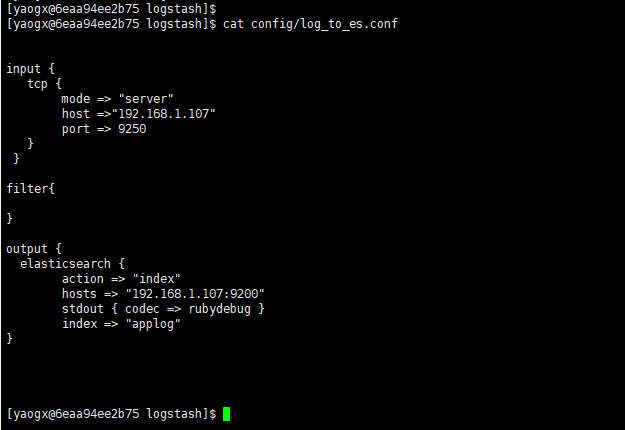 [yaogx@6eaa94ee2b75 logstash]$
[yaogx@6eaa94ee2b75 logstash]$ cat config/log_to_es.conf
input {
tcp {
mode => "server"
host =>"192.168.1.107"
port => 9250
}
}
filter{
}
output {
elasticsearch {
action => "index"
hosts => "192.168.1.107:9200"
stdout { codec => rubydebug }
index => "applog"
}
[yaogx@6eaa94ee2b75 logstash]$